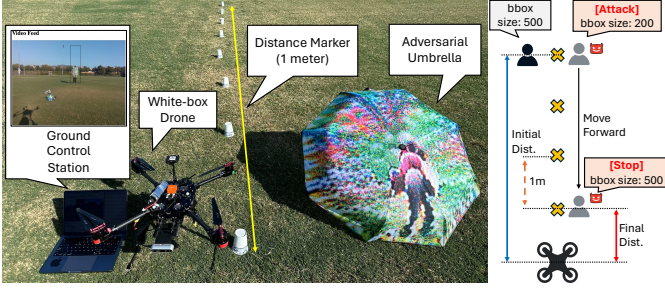 Video Feed
Ground
Control
Station
White-box
Drone
Distance Marker
(1 meter)
Adversarial
Umbrella
bbox
size: 500
[Attack]
bbox size: 200
Initial
Dist.
Move
Forward
1m
[Stop]
bbox size: 500
Final
Dist.